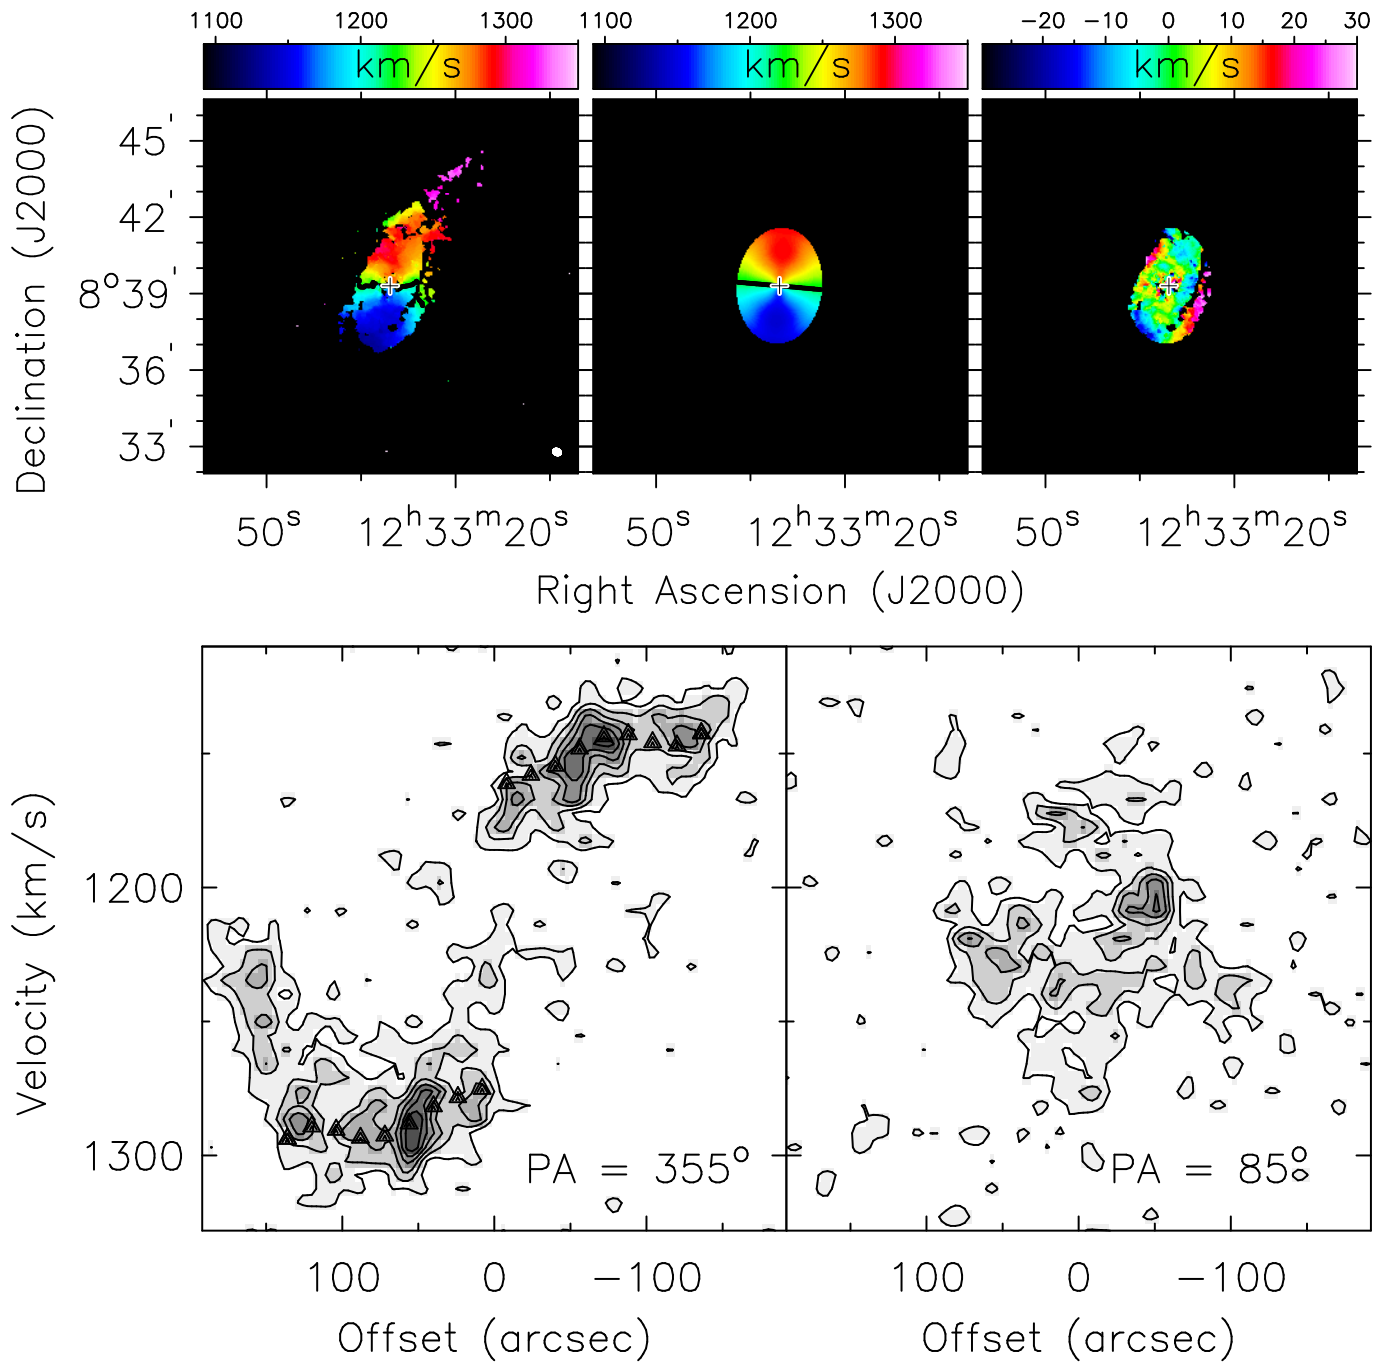 1100 1200 1300 1100 1200 1300 -20 -10 0 10 20 30
km/s km/s km/s
45'
42'
8°39'
36'
33'
Declination (J2000)
50s 12h33m20s 50s 12h33m20s 50s 12h33m20s
Right Ascension (J2000)
Velocity (km/s)
1200
1300
PA = 355° PA = 85°
100 0 -100 100 0 -100
Offset (arcsec) Offset (arcsec)